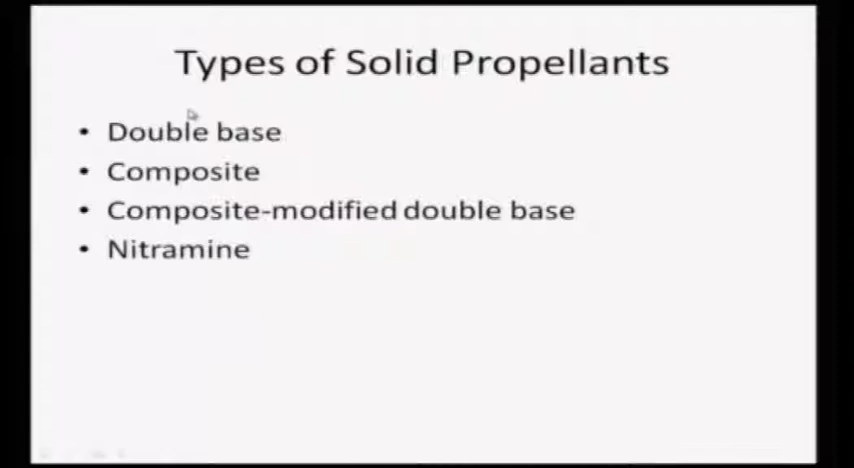 Types of Solid Propellants
• Double base
• Composite
• Composite-modified double base
• Nitramine